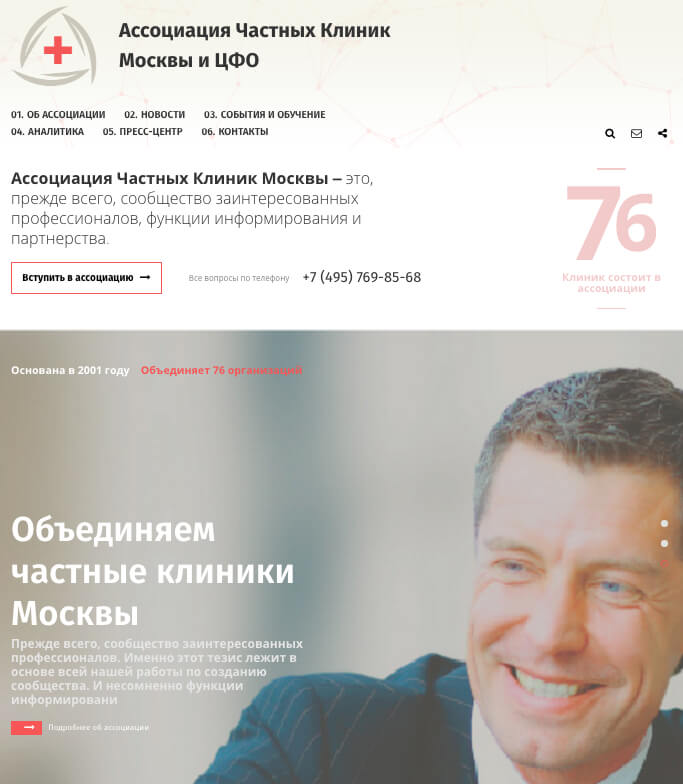 Ассоциация Частных Клиник
Москвы и ЦФО
01. ОБ АССОЦИАЦИИ 02. НОВОСТИ 03. СОБЫТИЯ И ОБУЧЕНИЕ
04. АНАЛИТИКА 05. ПРЕСС-ЦЕНТР 06. КОНТАКТЫ
Ассоциация Частных Клиник Москвы – это,
прежде всего, сообщество заинтересованных
профессионалов, функции информирования и
партнерства.
Вступить в ассоциацию
Все вопросы по телефону +7 (495) 769-85-68
76
Клиник состоит в
ассоциации
Основана в 2001 году Объединяет 76 организаций
Объединяем
частные клиники
Москвы
Прежде всего, сообщество заинтересованных
профессионалов. Именно этот тезис лежит в
основе всей нашей работы по созданию
сообщества. И несомненно функции
информировани
Подробнее об ассоциации